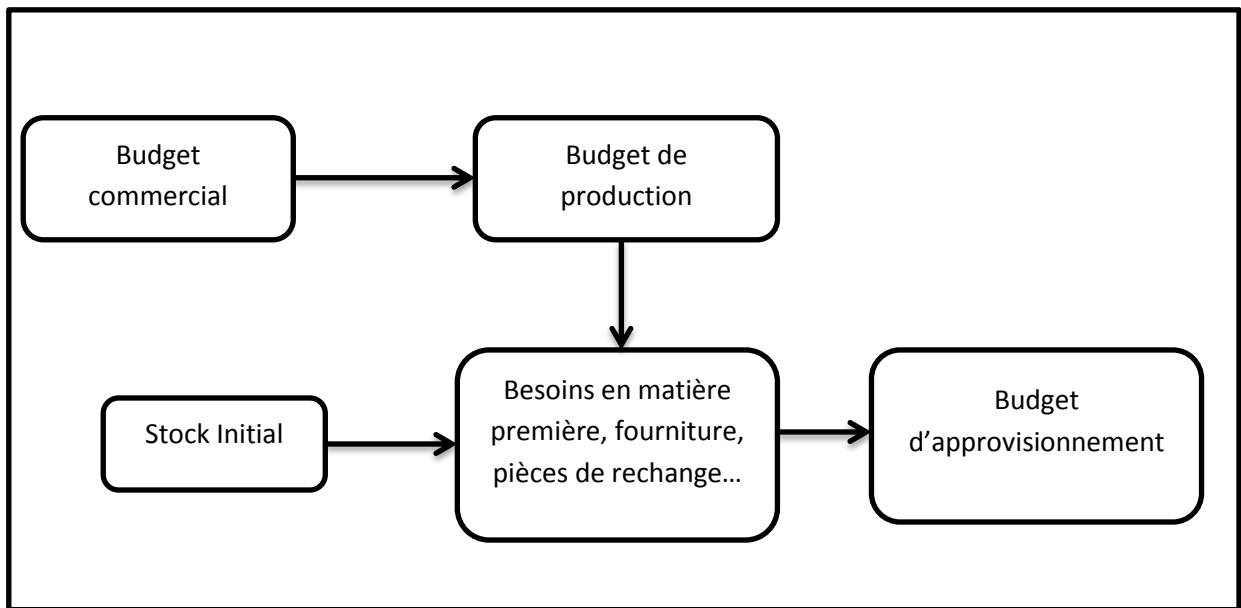 Budget
commercial
Budget de
production
Stock Initial
Besoins en matière
première, fourniture,
pièces de rechange…
Budget
d’approvisionnement